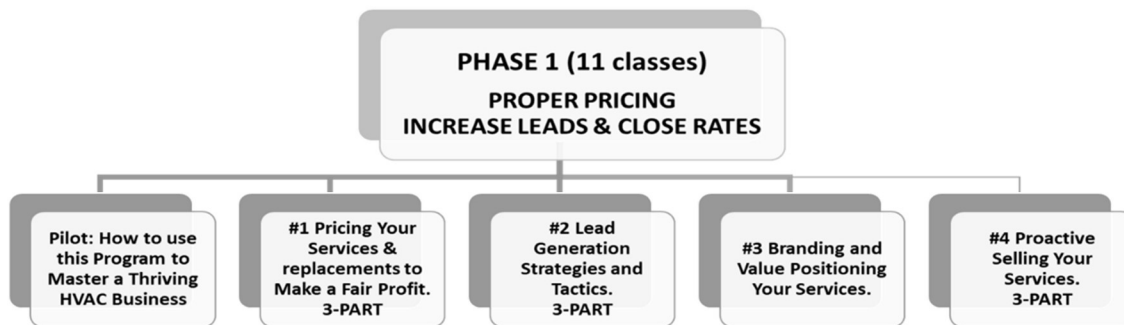 PHASE 1 (11 classes)
PROPER PRICING
INCREASE LEADS & CLOSE RATES
Pilot: How to use
this Program to
Master a Thriving
HVAC Business
#1 Pricing Your
Services &
replacements to
Make a Fair Profit.
3-PART
#2 Lead
Generation
Strategies and
Tactics.
3-PART
#3 Branding and
Value Positioning
Your Services.
#4 Proactive
Selling Your
Services.
3-PART